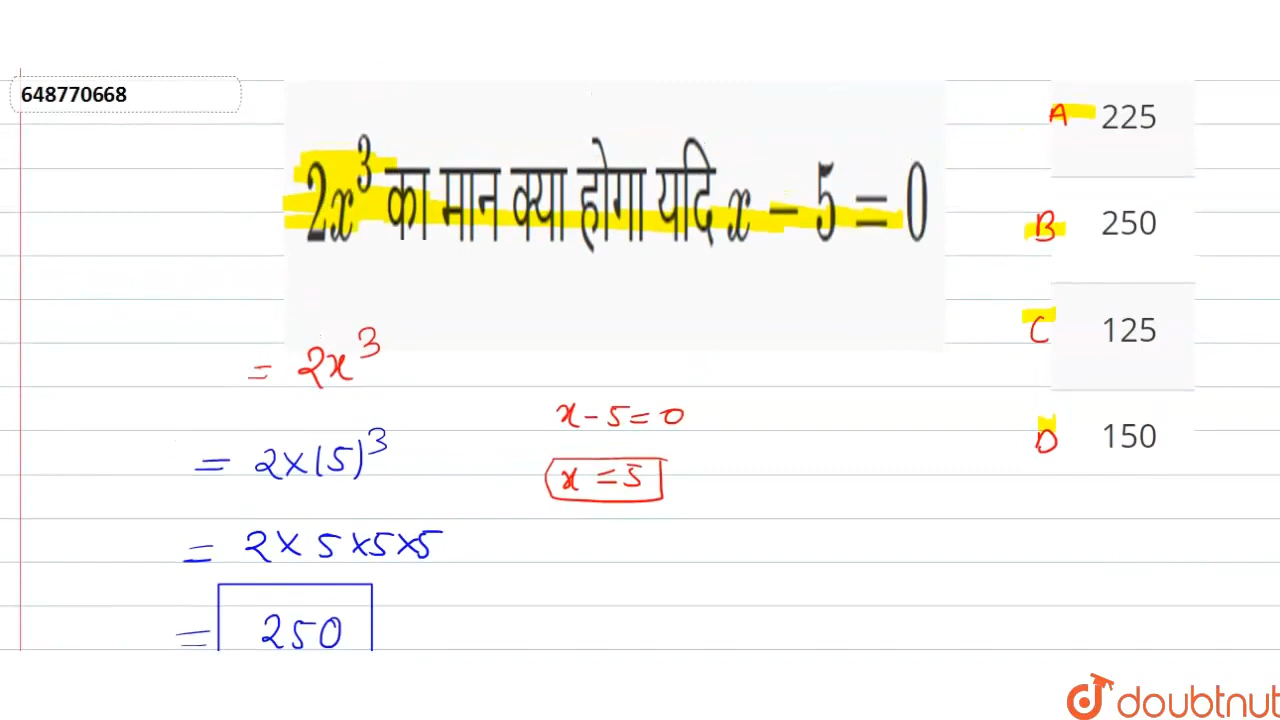 648770668
2x³ का मान क्या होगा यदि x − 5 = 0
A 225
B 250
C 125
D 150
= 2x³
x - 5 = 0
= 2×(5)³
x = 5
= 2 × 5 × 5 × 5
= 250
doubtnut